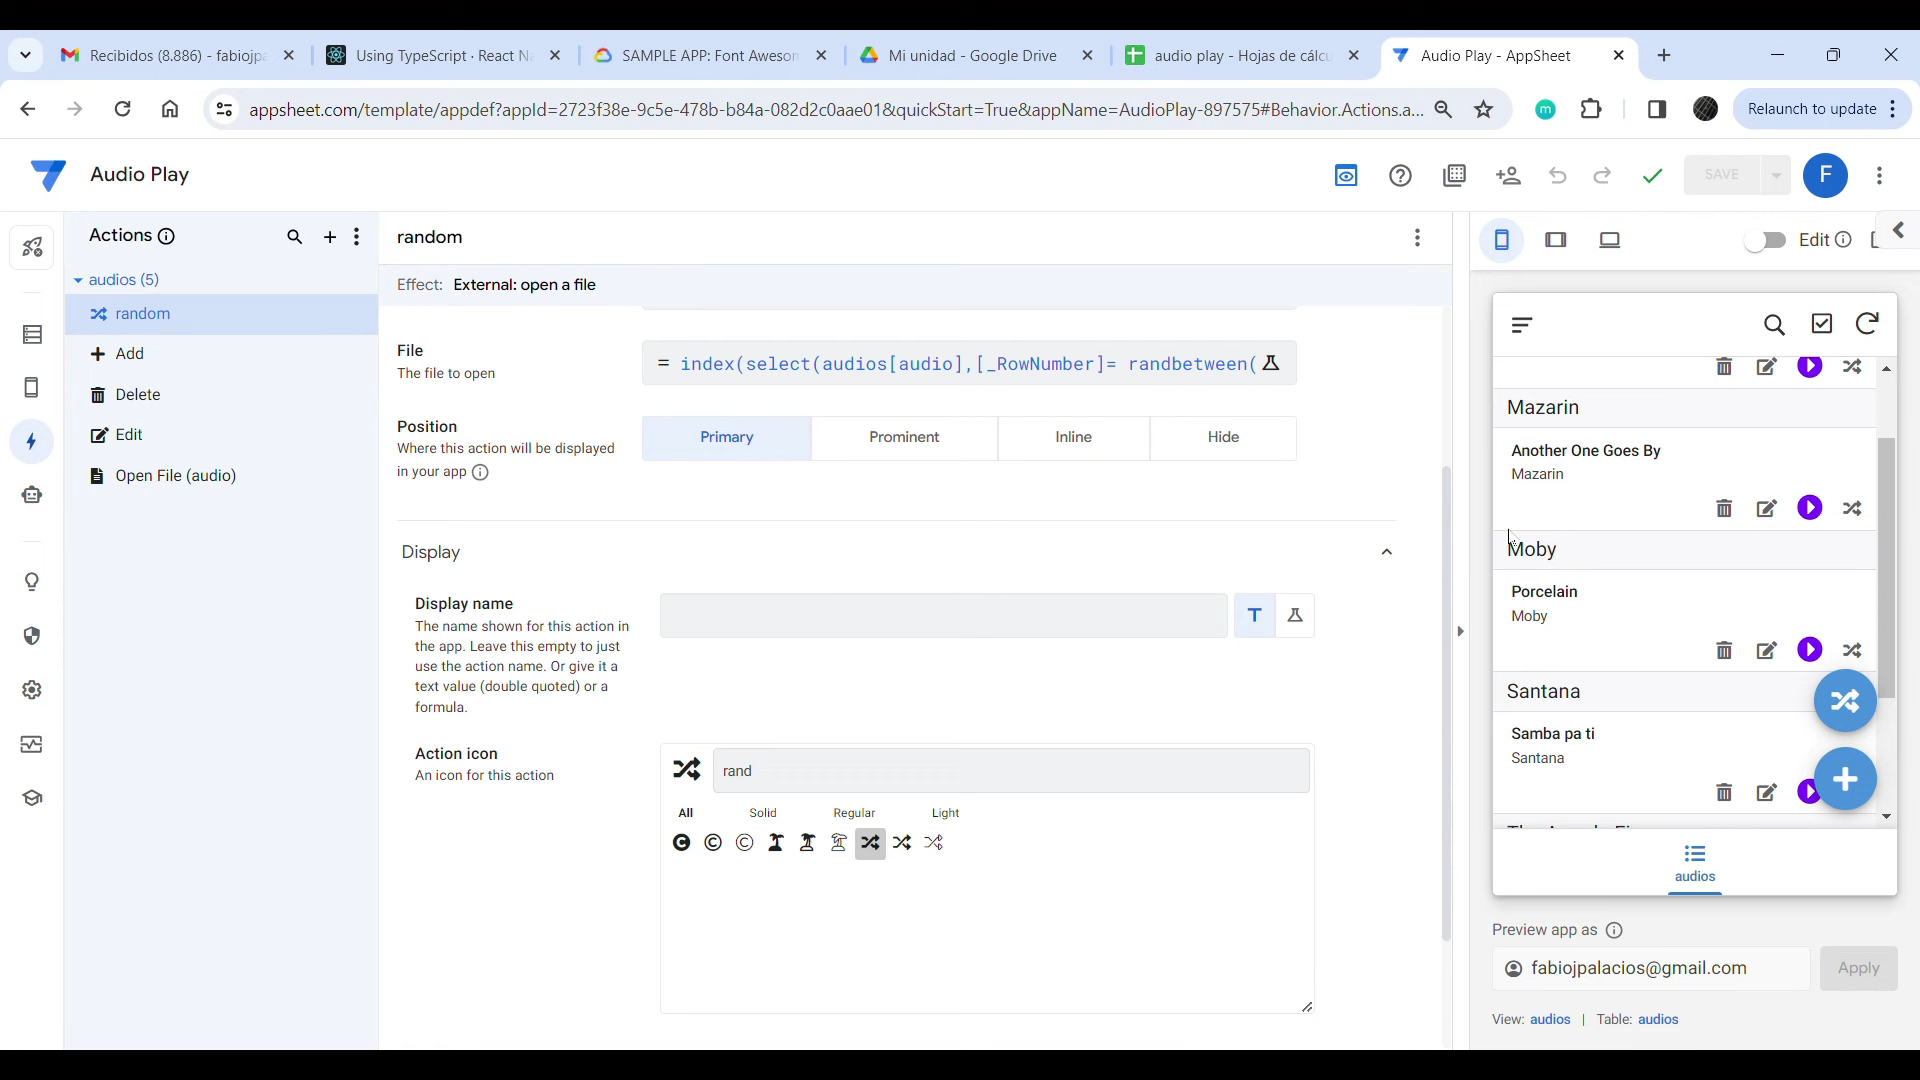 Recibidos (8.886) - fabiojpa
Using TypeScript · React N
SAMPLE APP: Font Aweson
Mi unidad - Google Drive
audio play - Hojas de cálcu
Audio Play - AppSheet
appsheet.com/template/appdef?appId=2723f38e-9c5e-478b-b84a-082d2c0aae01&quickStart=True&appName=AudioPlay-897575#Behavior.Actions.a...
m
Relaunch to update
Audio Play
SAVE
F
Actions
audios (5)
random
Add
Delete
Edit
Open File (audio)
random
Effect: External: open a file
File
The file to open
= index(select(audios[audio],[_RowNumber]= randbetween(
Position
Where this action will be displayed
in your app
Primary
Prominent
Inline
Hide
Display
Display name
The name shown for this action in
the app. Leave this empty to just
use the action name. Or give it a
text value (double quoted) or a
formula.
T
Action icon
An icon for this action
rand
All
Solid
Regular
Light
Edit
Mazarin
Another One Goes By
Mazarin
Moby
Porcelain
Moby
Santana
Samba pa ti
Santana
audios
Preview app as
fabiojpalacios@gmail.com
Apply
View: audios | Table: audios